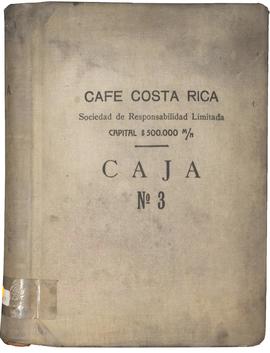 CAFE COSTA RICA
Sociedad de Responsabilidad Limitada
CAPITAL $ 500.000 M/N
CAJA
Nº 3